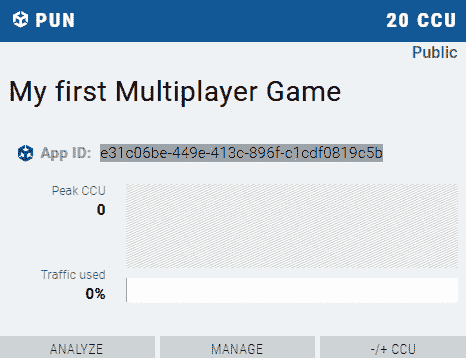 PUN 20 CCU
Public
My first Multiplayer Game
App ID: e31c06be-449e-413c-896f-c1cdf0819c5b
Peak CCU
0
Traffic used
0%
ANALYZE MANAGE -/+ CCU